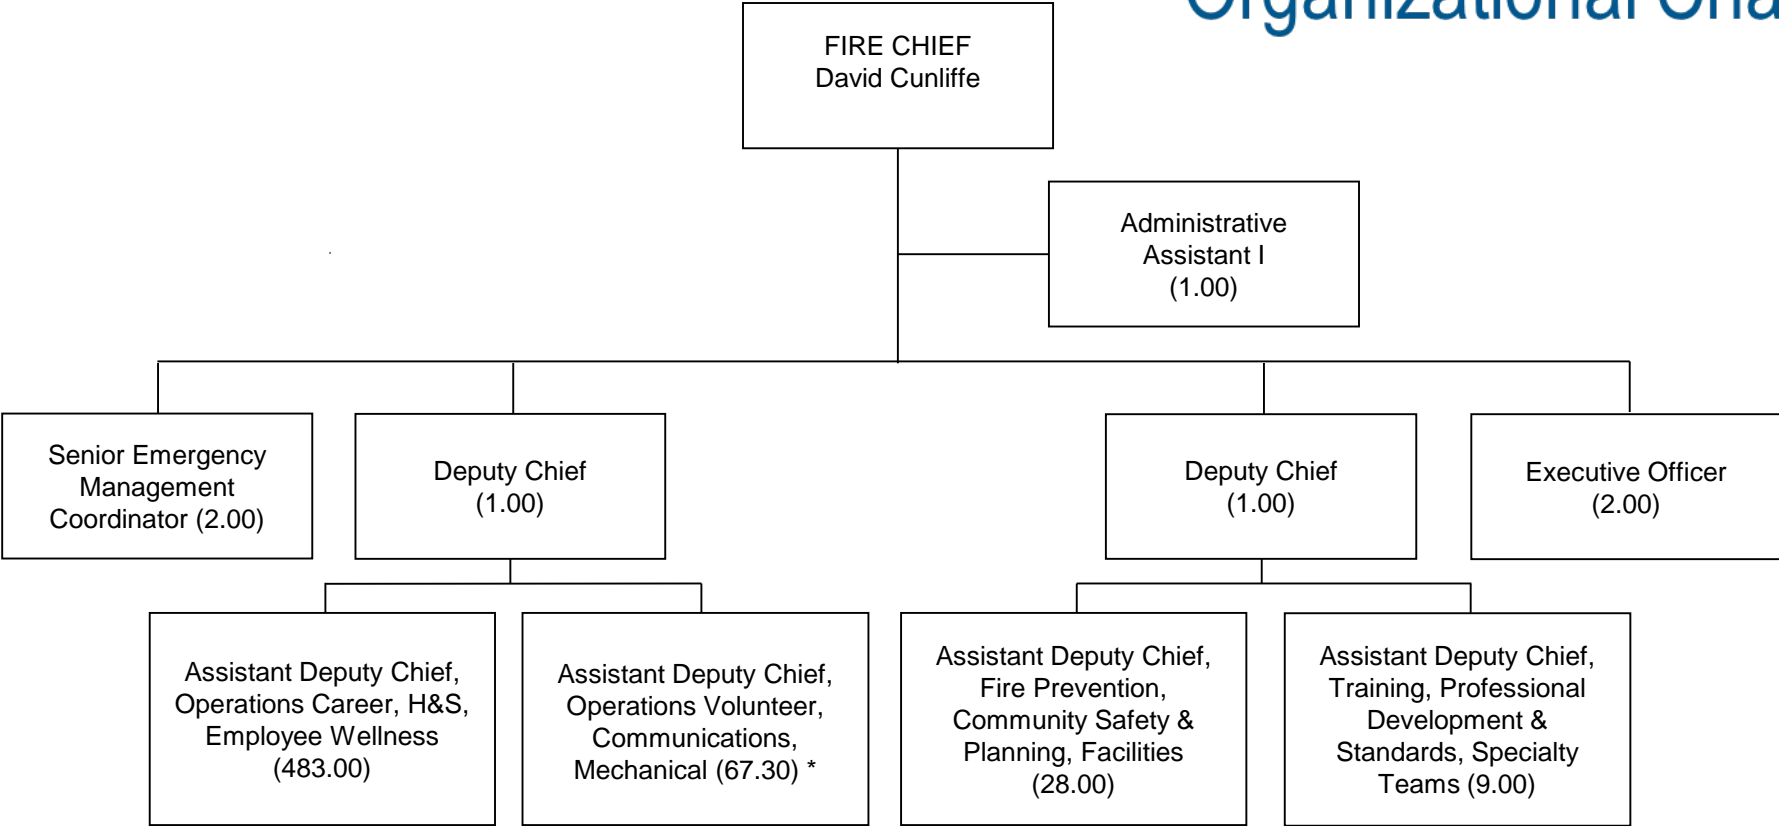 Organizational Cha
FIRE CHIEF
David Cunliffe
Administrative
Assistant I
(1.00)
Senior Emergency
Management
Coordinator (2.00)
Deputy Chief
(1.00)
Deputy Chief
(1.00)
Executive Officer
(2.00)
Assistant Deputy Chief,
Operations Career, H&S,
Employee Wellness
(483.00)
Assistant Deputy Chief,
Operations Volunteer,
Communications,
Mechanical (67.30) *
Assistant Deputy Chief,
Fire Prevention,
Community Safety &
Planning, Facilities
(28.00)
Assistant Deputy Chief,
Training, Professional
Development &
Standards, Specialty
Teams (9.00)